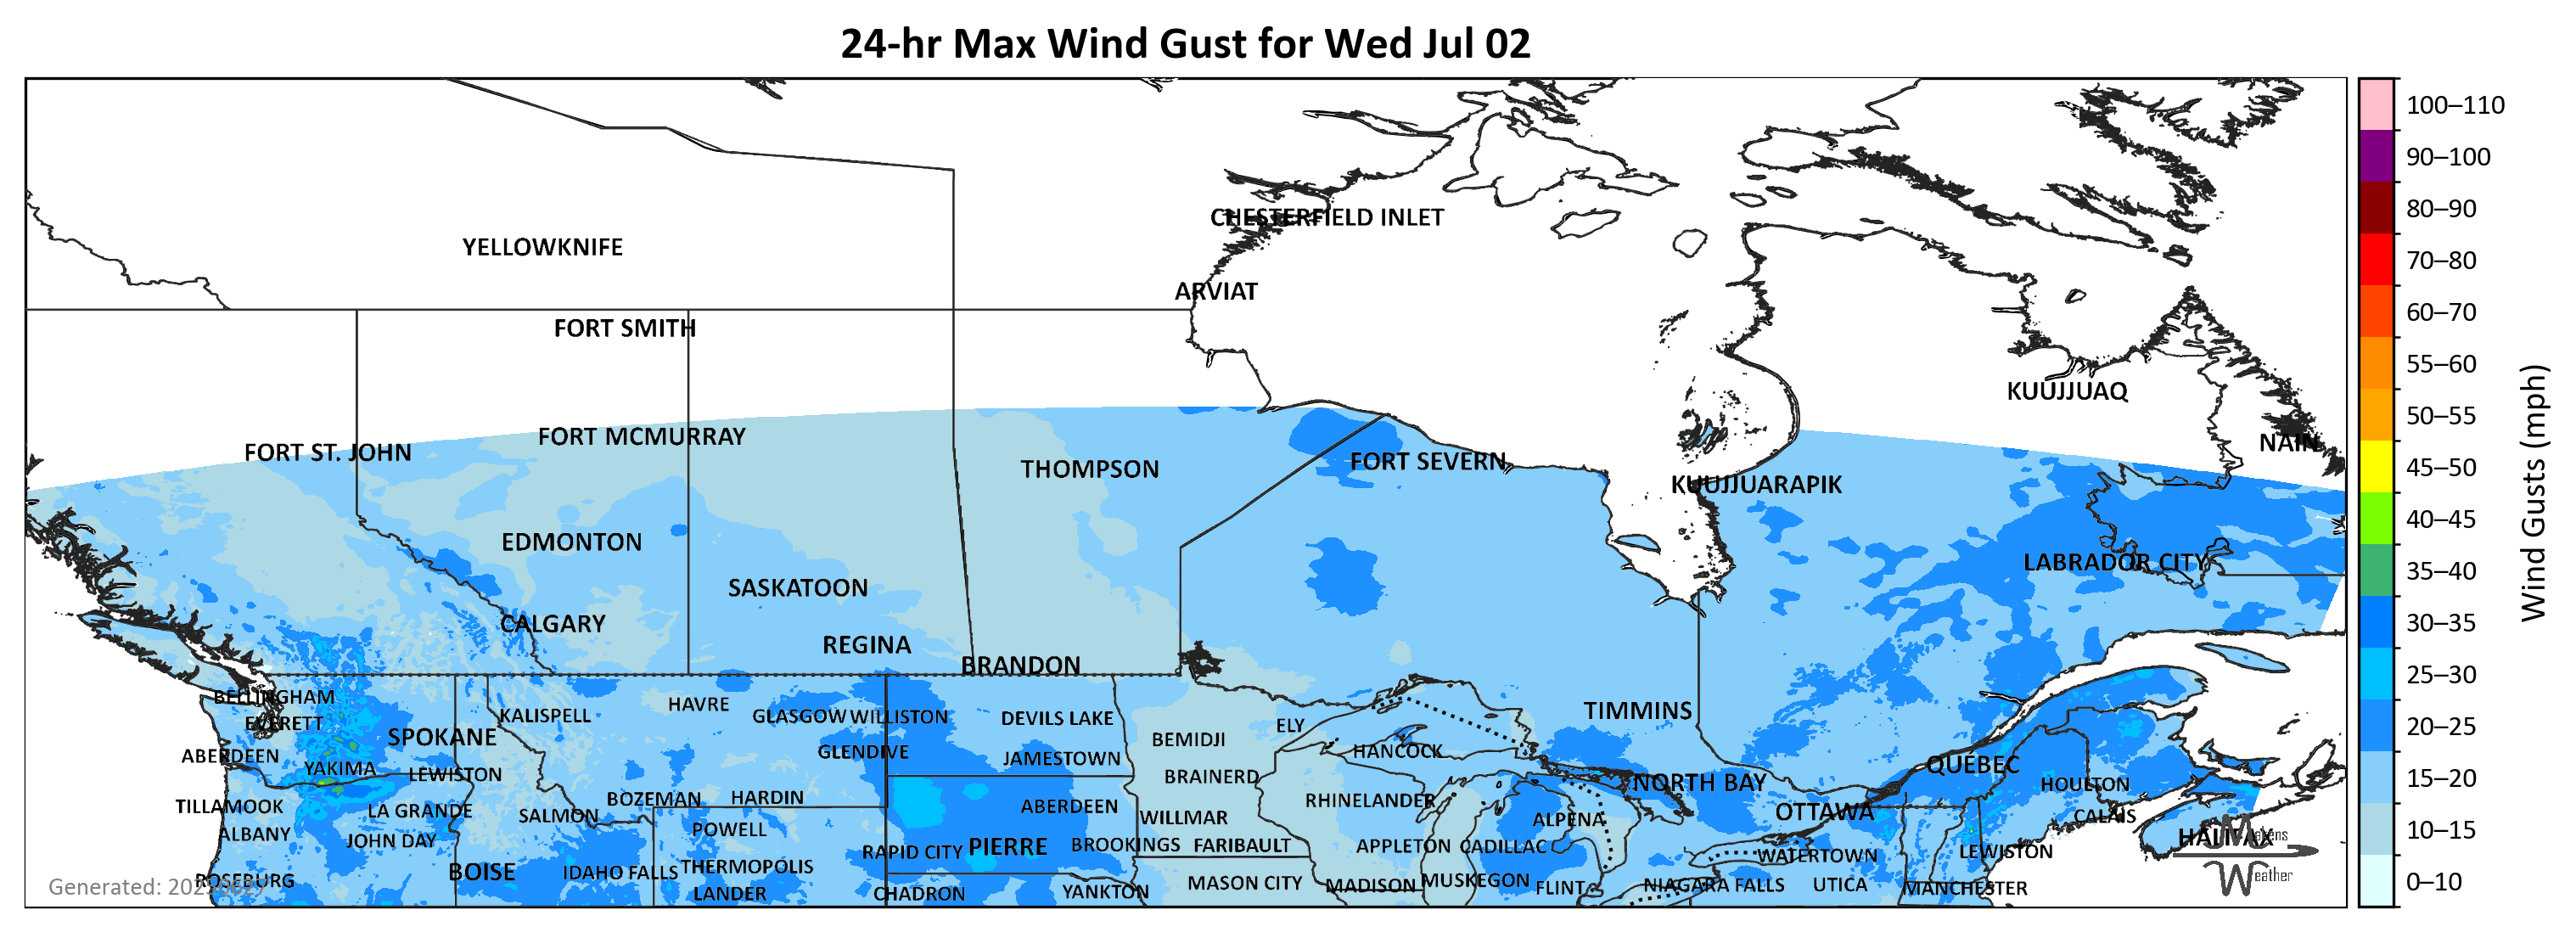 24-hr Max Wind Gust for Wed Jul 02
100–110
90–100
CHESTERFIELD INLET
80–90
YELLOWKNIFE
70–80
ARVIAT
60–70
FORT SMITH
55–60
KUUJJUAQ
50–55
FORT MCMURRAY
NAIN
FORT ST. JOHN
THOMPSON
FORT SEVERN
45–50
KUUJJUARAPIK
40–45
EDMONTON
LABRADOR CITY
35–40
Wind Gusts (mph)
SASKATOON
CALGARY
30–35
REGINA
BRANDON
25–30
BELLINGHAM
HAVRE
KALISPELL
GLASGOW WILLISTON
DEVILS LAKE
TIMMINS
EVERETT
ELY
20–25
SPOKANE
BEMIDJI
ABERDEEN
GLENDIVE
JAMESTOWN
HANCOCK
YAKIMA
LEWISTON
BRAINERD
NORTH BAY
QUÉBEC
HOULTON
15–20
TILLAMOOK
LA GRANDE
BOZEMAN
HARDIN
ABERDEEN
RHINELANDER
SALMON
WILLMAR
ALPENA
OTTAWA
CALAIS
10–15
ALBANY
JOHN DAY
POWELL
RAPID CITY
PIERRE
BROOKINGS
FARIBAULT
APPLETON
CADILLAC
WATERTOWN
LEWISTON
HALIFAX
Makens
Weather
BOISE
IDAHO FALLS
THERMOPOLIS
ROSEBURG
LANDER
CHADRON
YANKTON
MASON CITY
MADISON
MUSKEGON
FLINT
NIAGARA FALLS
UTICA
MANCHESTER
0–10
Generated: